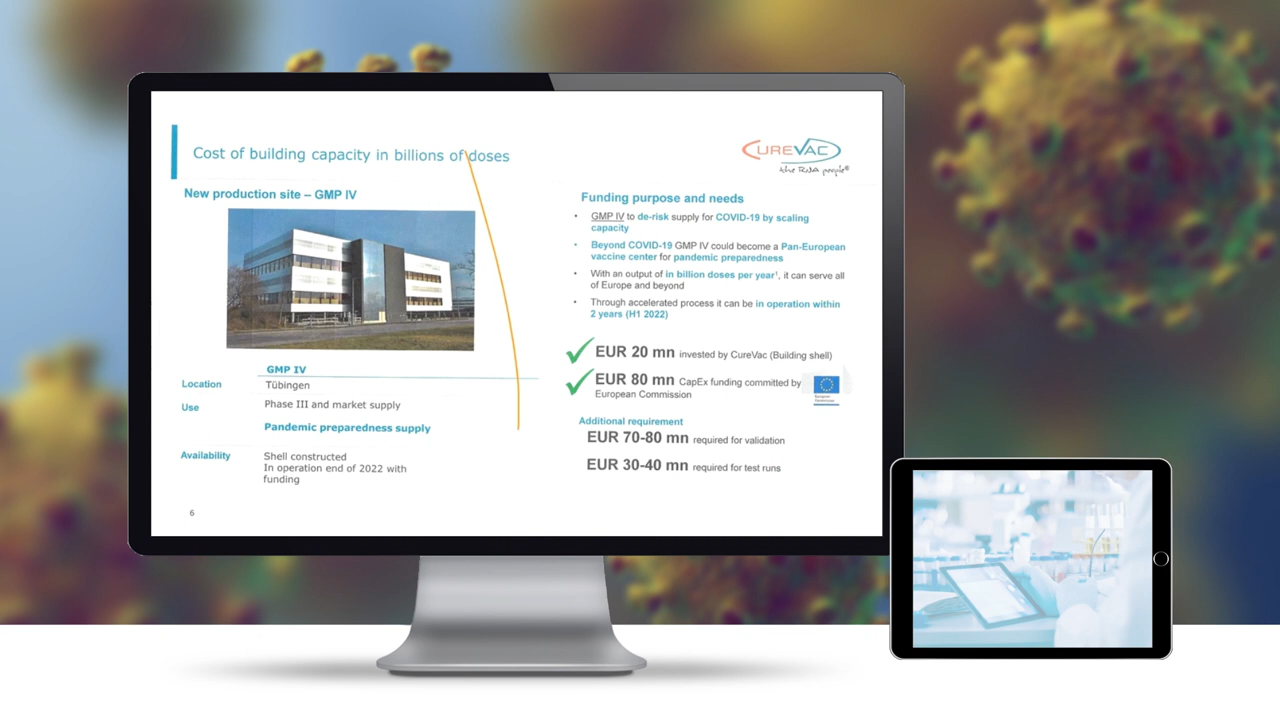 Cost of building capacity in billions of doses
CUREVAC
the RNA people®
New production site – GMP IV
GMP IV
Location
Tübingen
Use
Phase III and market supply
Pandemic preparedness supply
Availability
Shell constructed
In operation end of 2022 with
funding
6
Funding purpose and needs
• GMP IV to de-risk supply for COVID-19 by scaling
capacity
• Beyond COVID-19 GMP IV could become a Pan-European
vaccine center for pandemic preparedness
• With an output of in billion doses per year¹, it can serve all
of Europe and beyond
• Through accelerated process it can be in operation within
2 years (H1 2022)
EUR 20 mn invested by CureVac (Building shell)
EUR 80 mn CapEx funding committed by
European Commission
European
Commission
Additional requirement
EUR 70-80 mn required for validation
EUR 30-40 mn required for test runs